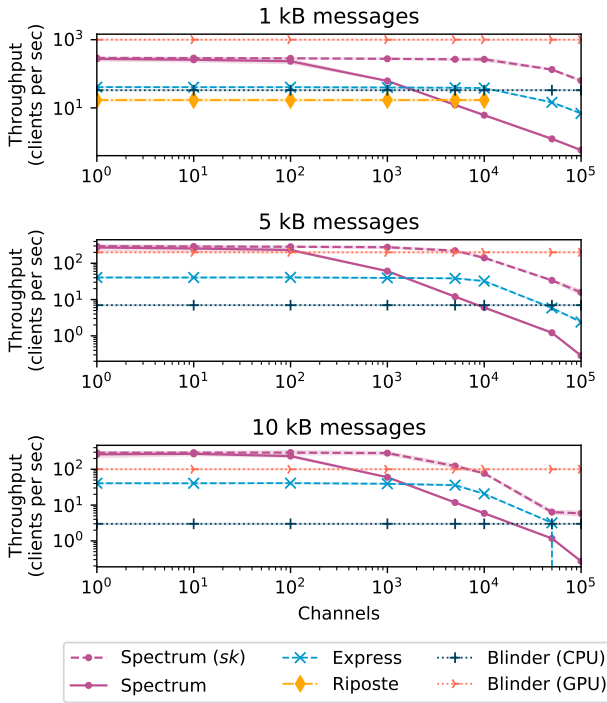 1 kB messages
Throughput
(clients per sec)
10³
10¹
10⁰ 10¹ 10² 10³ 10⁴ 10⁵
5 kB messages
Throughput
(clients per sec)
10²
10¹
10⁰
10⁰ 10¹ 10² 10³ 10⁴ 10⁵
10 kB messages
Throughput
(clients per sec)
10²
10¹
10⁰
10⁰ 10¹ 10² 10³ 10⁴ 10⁵
Channels
Spectrum (sk) Express Blinder (CPU)
Spectrum Riposte Blinder (GPU)